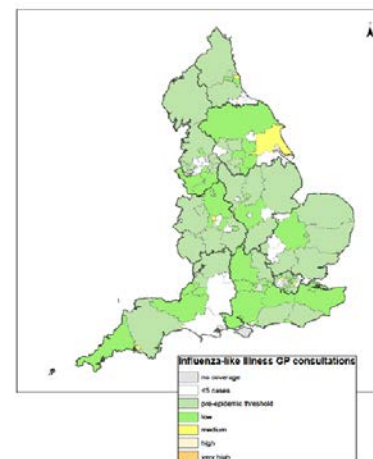 Influenza-like Illness GP consultations
no coverage
<5 cases
pre-epidemic threshold
low
medium
high
very high